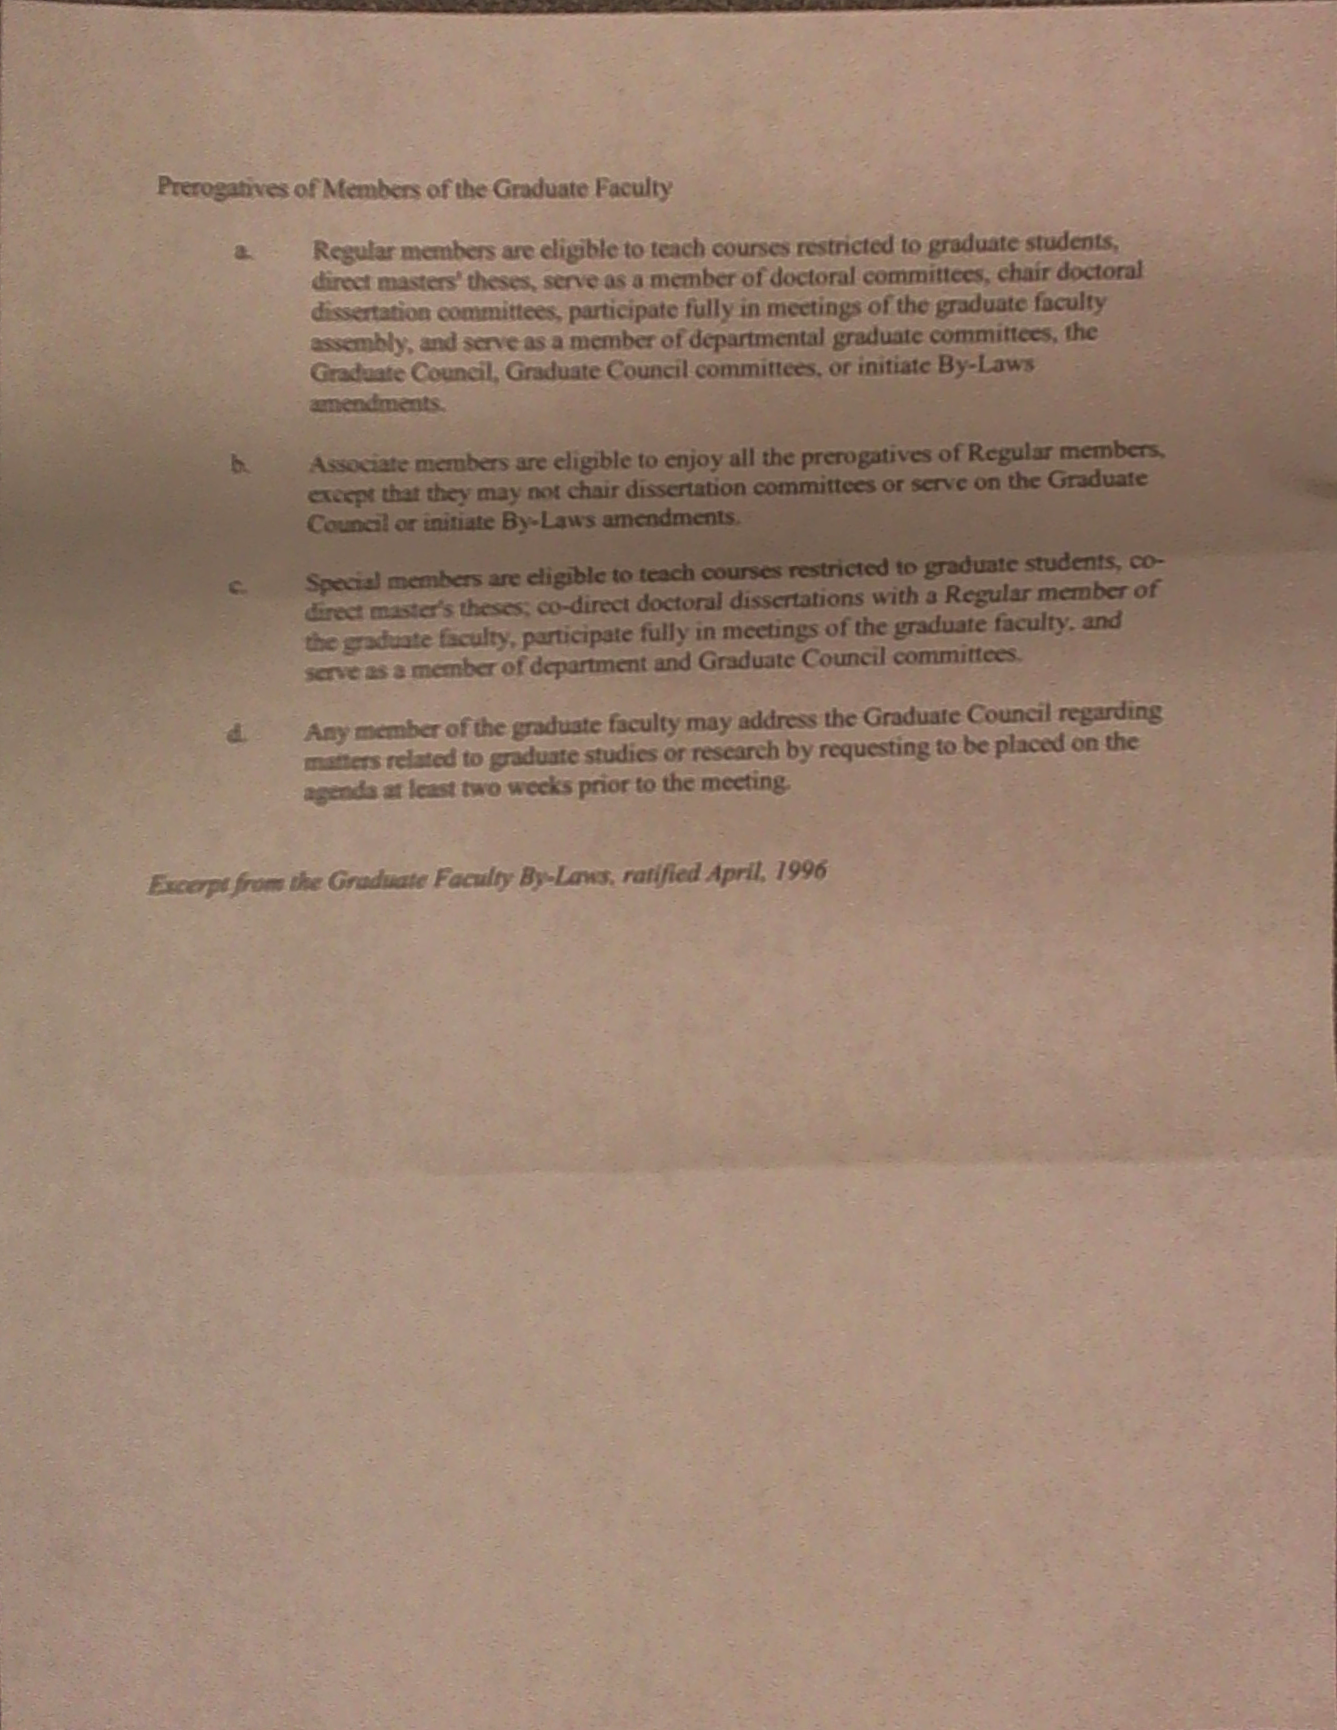 Prerogatives of Members of the Graduate Faculty
a. Regular members are eligible to teach courses restricted to graduate students,
direct masters' theses, serve as a member of doctoral committees, chair doctoral
dissertation committees, participate fully in meetings of the graduate faculty
assembly, and serve as a member of departmental graduate committees, the
Graduate Council, Graduate Council committees, or initiate By-Laws
amendments.
b. Associate members are eligible to enjoy all the prerogatives of Regular members,
except that they may not chair dissertation committees or serve on the Graduate
Council or initiate By-Laws amendments.
c. Special members are eligible to teach courses restricted to graduate students, co-
direct master's theses; co-direct doctoral dissertations with a Regular member of
the graduate faculty, participate fully in meetings of the graduate faculty, and
serve as a member of department and Graduate Council committees.
d. Any member of the graduate faculty may address the Graduate Council regarding
matters related to graduate studies or research by requesting to be placed on the
agenda at least two weeks prior to the meeting.
Excerpt from the Graduate Faculty By-Laws, ratified April, 1996